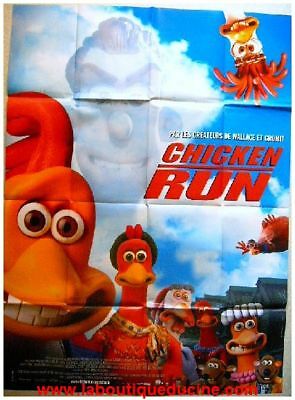 PAR LES CRÉATEURS DE WALLACE ET GROMIT
CHICKEN
RUN
www.laboutiqueducine.com